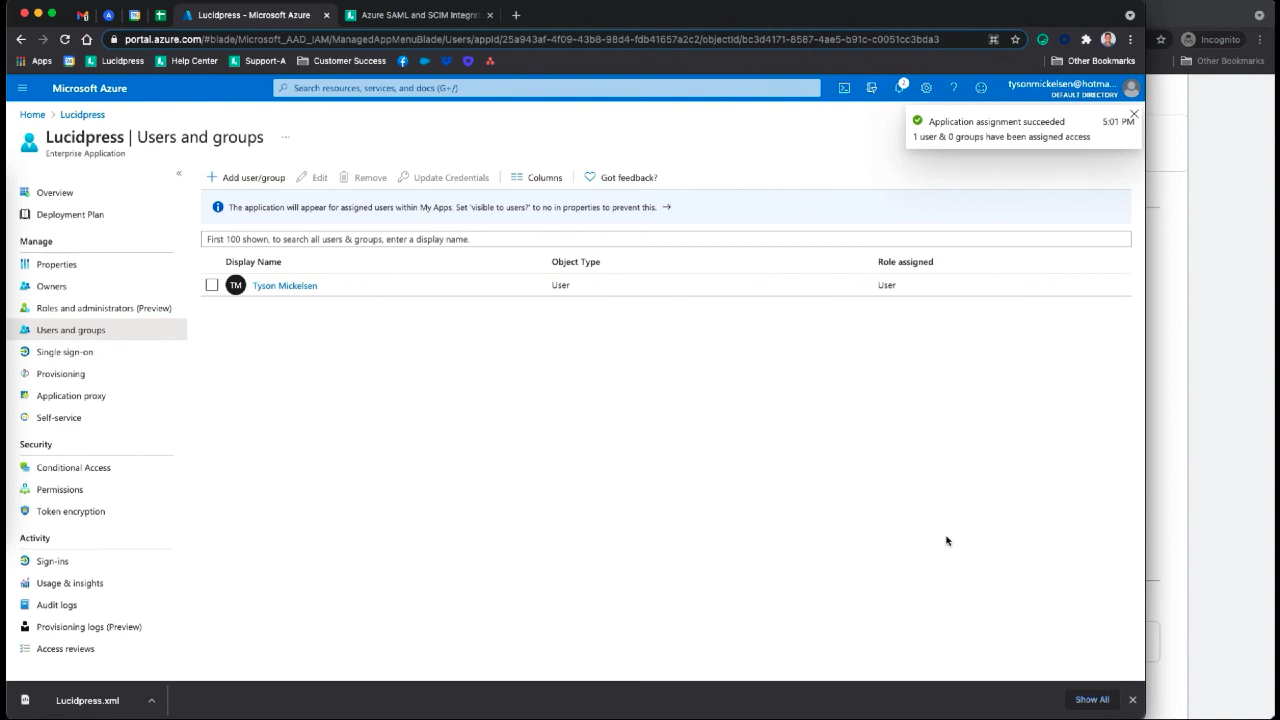 Lucidpress - Microsoft Azure
Azure SAML and SCIM Integrat
portal.azure.com/#blade/Microsoft_AAD_IAM/ManagedAppMenuBlade/Users/appId/25a943af-4f09-43b8-98d4-fdb41657a2c2/objectId/bc3d4171-8587-4ae5-b91c-c0051cc3bda3
Incognito
Apps
Lucidpress
Help Center
Support-A
Customer Success
Other Bookmarks
Other Bookmarks
Microsoft Azure
Search resources, services, and docs (G+/)
2
tysonmickelsen@hotma...
DEFAULT DIRECTORY
Home > Lucidpress
Lucidpress | Users and groups ...
Enterprise Application
Application assignment succeeded 5:01 PM
1 user & 0 groups have been assigned access
«
Overview
Deployment Plan
Manage
Properties
Owners
Roles and administrators (Preview)
Users and groups
Single sign-on
Provisioning
Application proxy
Self-service
Security
Conditional Access
Permissions
Token encryption
Activity
Sign-ins
Usage & insights
Audit logs
Provisioning logs (Preview)
Access reviews
Add user/group
Edit
Remove
Update Credentials
Columns
Got feedback?
The application will appear for assigned users within My Apps. Set 'visible to users?' to no in properties to prevent this. →
First 100 shown, to search all users & groups, enter a display name.
Display Name Object Type Role assigned
TM Tyson Mickelsen User User
Lucidpress.xml
Show All